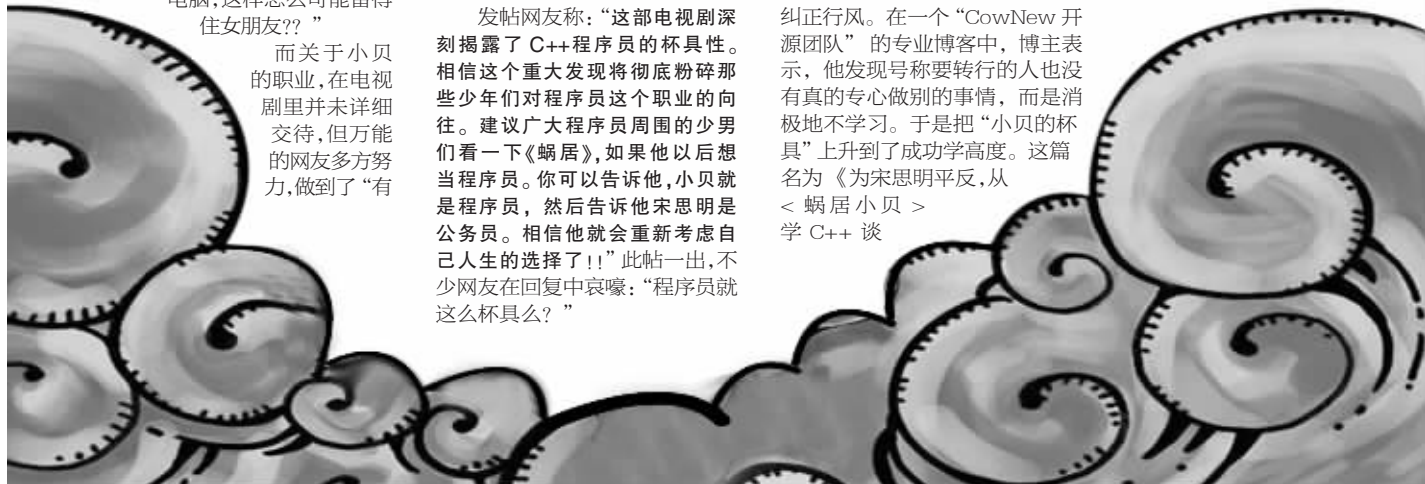 电脑,这样怎么可能留得
住女朋友??”
而关于小贝
的职业,在电视
剧里并未详细
交待,但万能
的网友多方努
力,做到了“有
发帖网友称:“这部电视剧深
刻揭露了 C++程序员的杯具性。
相信这个重大发现将彻底粉碎那
些少年们对程序员这个职业的向
往。建议广大程序员周围的少男
们看一下《蜗居》,如果他以后想
当程序员。你可以告诉他,小贝就
是程序员，然后告诉他宋思明是
公务员。相信他就会重新考虑自
己人生的选择了!!”此帖一出,不
少网友在回复中哀嚎:“程序员就
这么杯具么？”
纠正行风。在一个“CowNew 开
源团队” 的专业博客中，博主表
示，他发现号称要转行的人也没
有真的专心做别的事情，而是消
极地不学习。于是把“小贝的杯
具”上升到了成功学高度。这篇
名为《为宋思明平反,从
< 蜗居小贝 >
学 C++ 谈